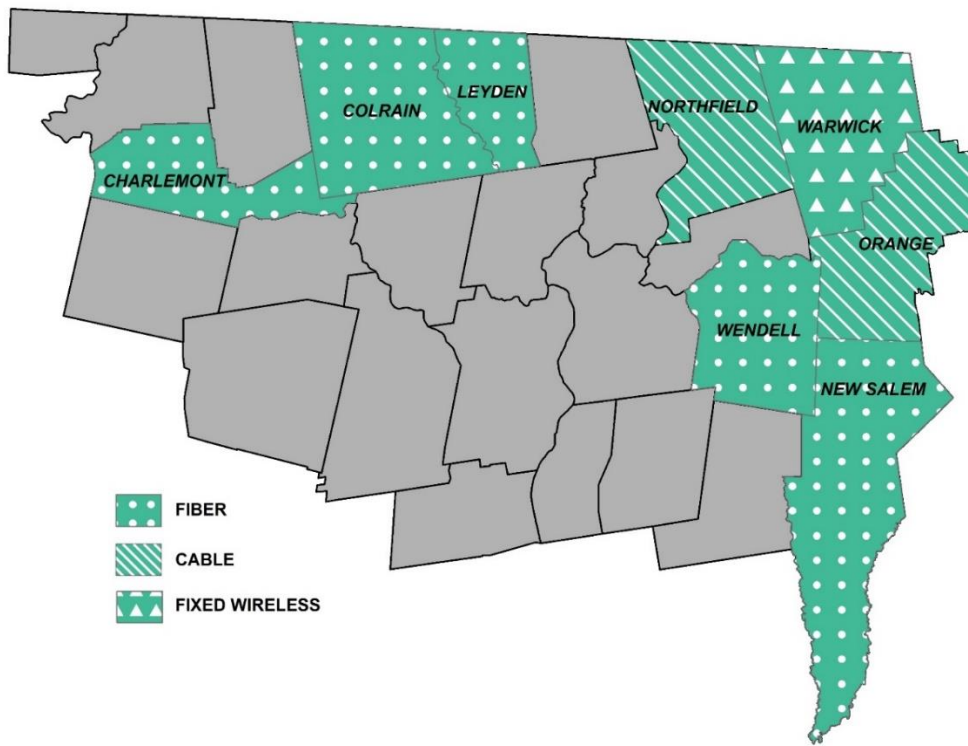 LEYDEN
COLRAIN
NORTHFIELD
WARWICK
CHARLEMONT
ORANGE
WENDELL
NEW SALEM
FIBER
CABLE
FIXED WIRELESS